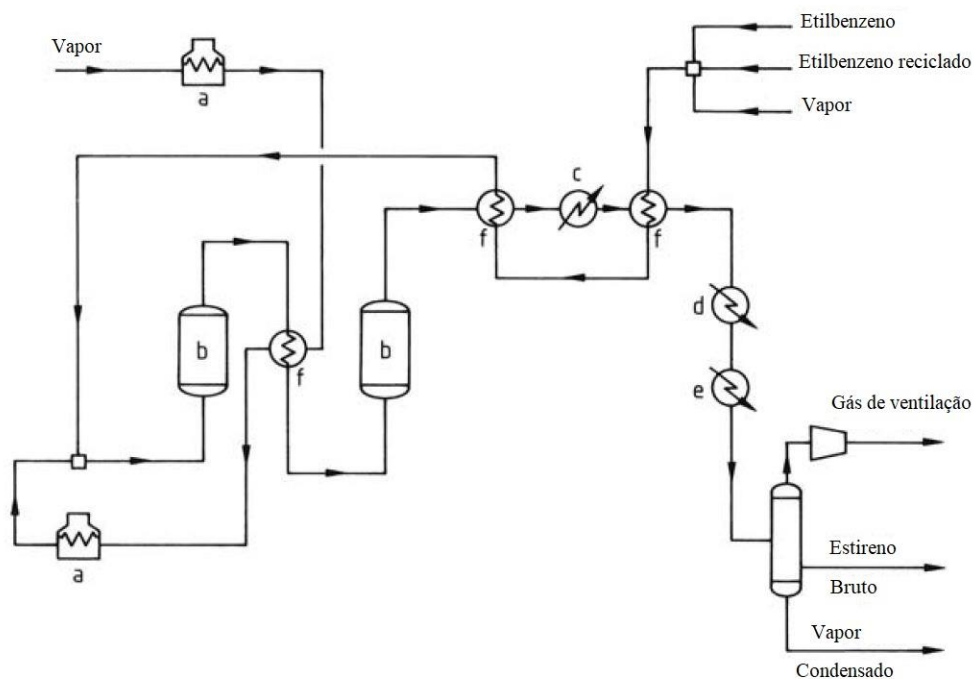 Etilbenzeno
Vapor
Etilbenzeno reciclado
a
Vapor
c
f
f
d
b
b
f
e
Gás de ventilação
a
Estireno
Bruto
Vapor
Condensado